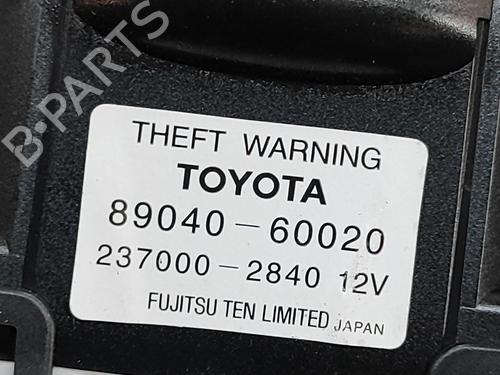 B-PARTS
THEFT WARNING
TOYOTA
89040-60020
237000-2840 12V
FUJITSU TEN LIMITED JAPAN